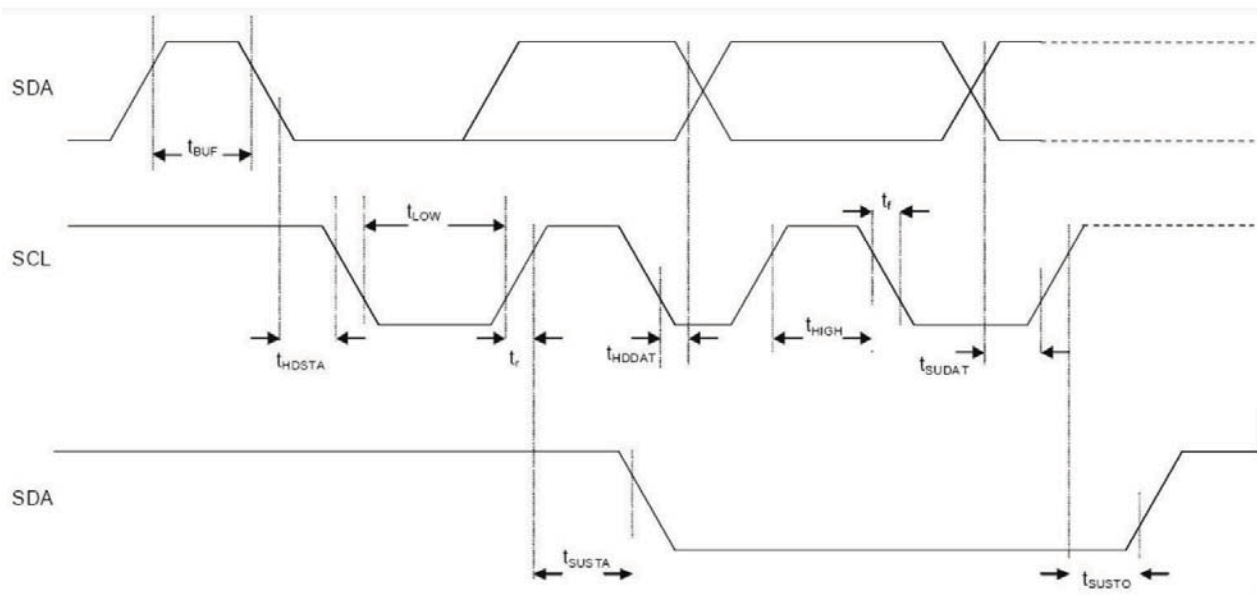 SDA
tBUF
tLOW
tf
SCL
tHDSTA
tr
tHDDAT
tHIGH
tSUDAT
SDA
tSUSTA
tSUSTO